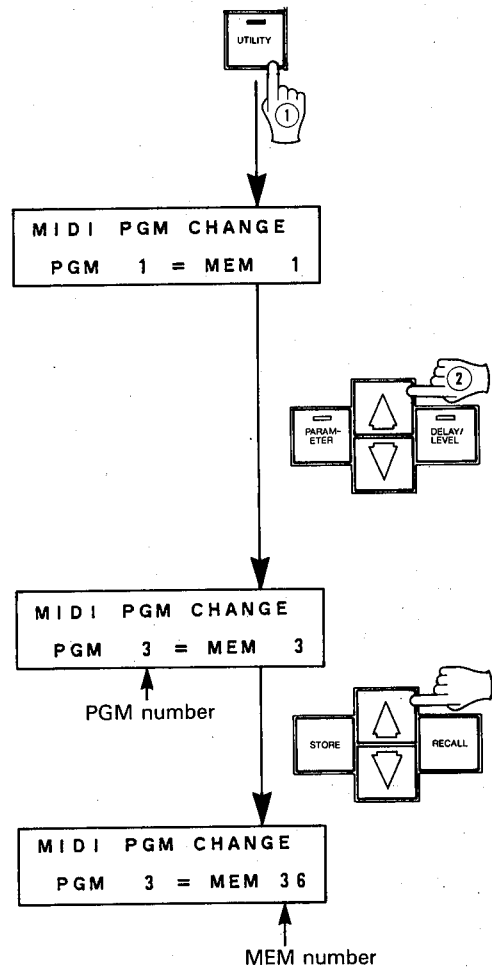 UTILITY
①
MIDI PGM CHANGE
PGM 1 = MEM 1
②
PARAM-
ETER
DELAY/
LEVEL
MIDI PGM CHANGE
PGM 3 = MEM 3
PGM number
STORE
RECALL
MIDI PGM CHANGE
PGM 3 = MEM 36
MEM number